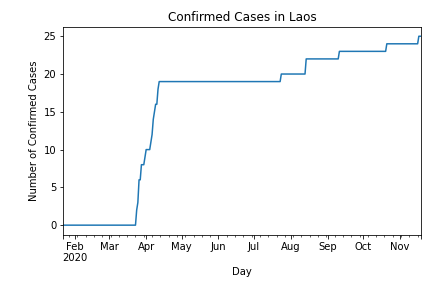 Confirmed Cases in Laos
25
20
15
10
5
0
Number of Confirmed Cases
Feb Mar Apr May Jun Jul Aug Sep Oct Nov
2020
Day